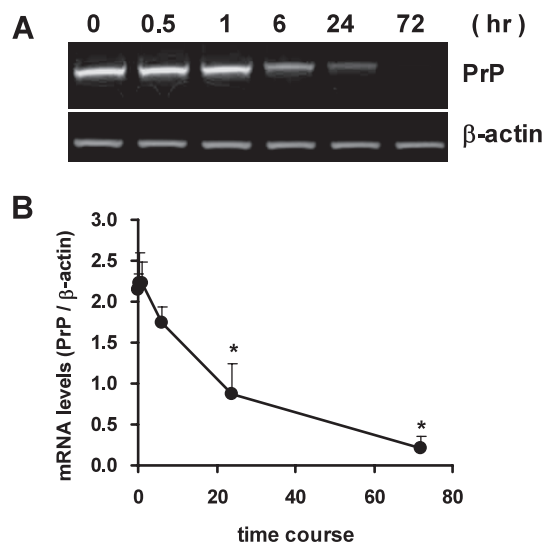 A
0 0.5 1 6 24 72 ( hr )
PrP
β-actin
B
mRNA levels (PrP / β-actin)
3.0
2.5
2.0
1.5
1.0
0.5
0.0
*
*
0 20 40 60 80
time course